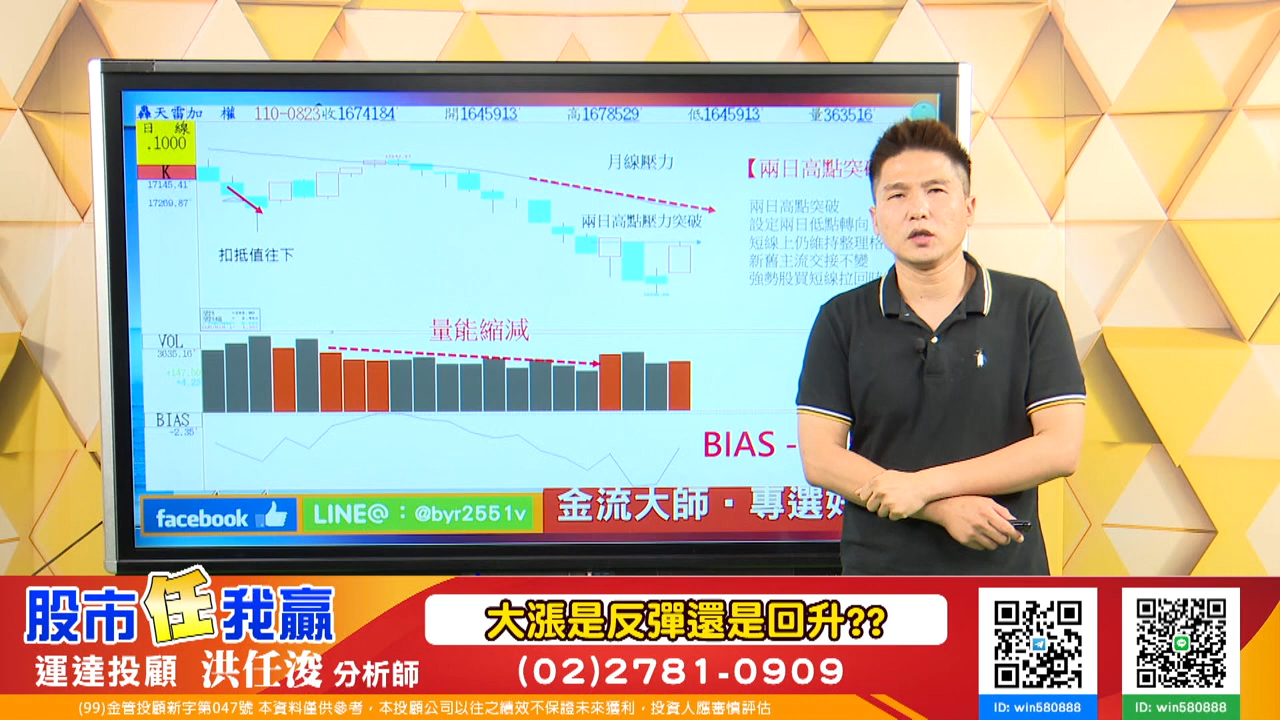 轟天雷加 權 110-0823收1674184 開1645913 高1678529 低1645913 量363516
日 線
.1000
K
17145.41
17269.87
月線壓力
兩日高點壓力突破
扣抵值往下
【兩日高點突
兩日高點突破
設定兩日低點轉向
短線上仍維持整理格
新舊主流交接不變
強勢股買短線拉回
量能縮減
VOL
3635.16
BIAS
-2.35
BIAS -
facebook
LINE@：@byr2551v
金流大師・專選
股市任我贏
運達投顧 洪任浚 分析師
大漲是反彈還是回升??
(02)2781-0909
ID: win580888
ID: win580888
(99)金管投顧新字第047號 本資料僅供參考，本投顧公司以往之績效不保證未來獲利，投資人應審慎評估